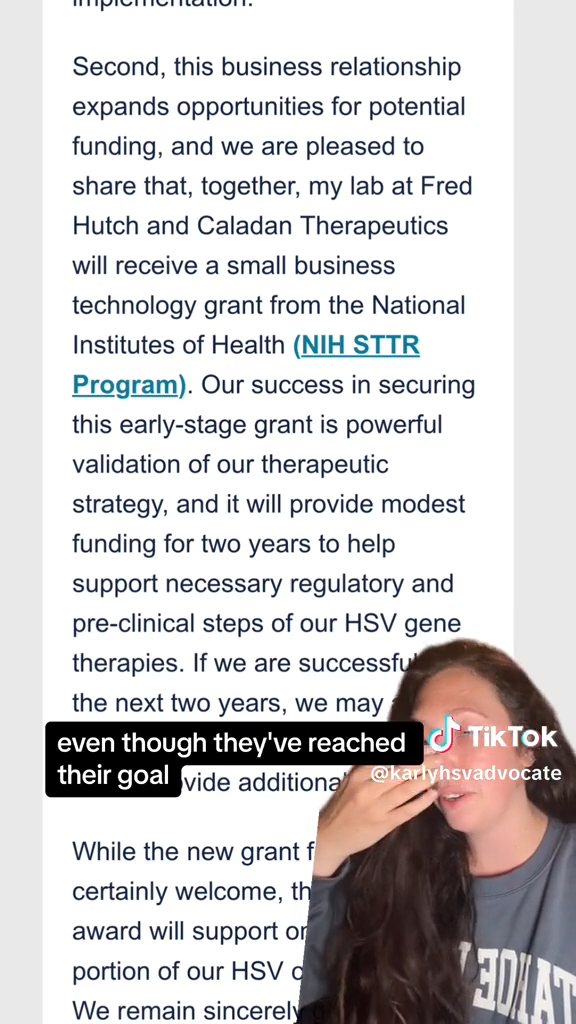 implementation.
Second, this business relationship
expands opportunities for potential
funding, and we are pleased to
share that, together, my lab at Fred
Hutch and Caladan Therapeutics
will receive a small business
technology grant from the National
Institutes of Health (NIH STTR
Program). Our success in securing
this early-stage grant is powerful
validation of our therapeutic
strategy, and it will provide modest
funding for two years to help
support necessary regulatory and
pre-clinical steps of our HSV gene
therapies. If we are successful
the next two years, we may
even though they've reached
their goal
additional
TikTok
@karlyhsvadvocate
While the new grant
certainly welcome,
award will support
portion of our HSV
We remain sincerely